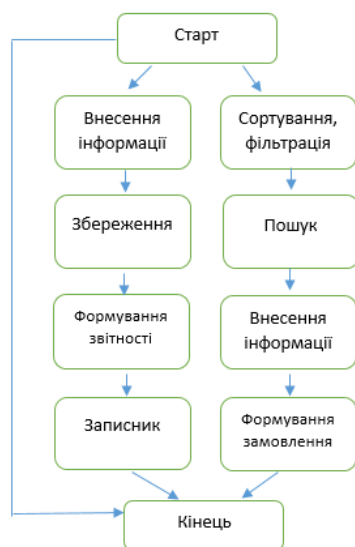 Старт
Внесення
інформації
Сортування,
фільтрація
Збереження
Пошук
Формування
звітності
Внесення
інформації
Записник
Формування
замовлення
Кінець